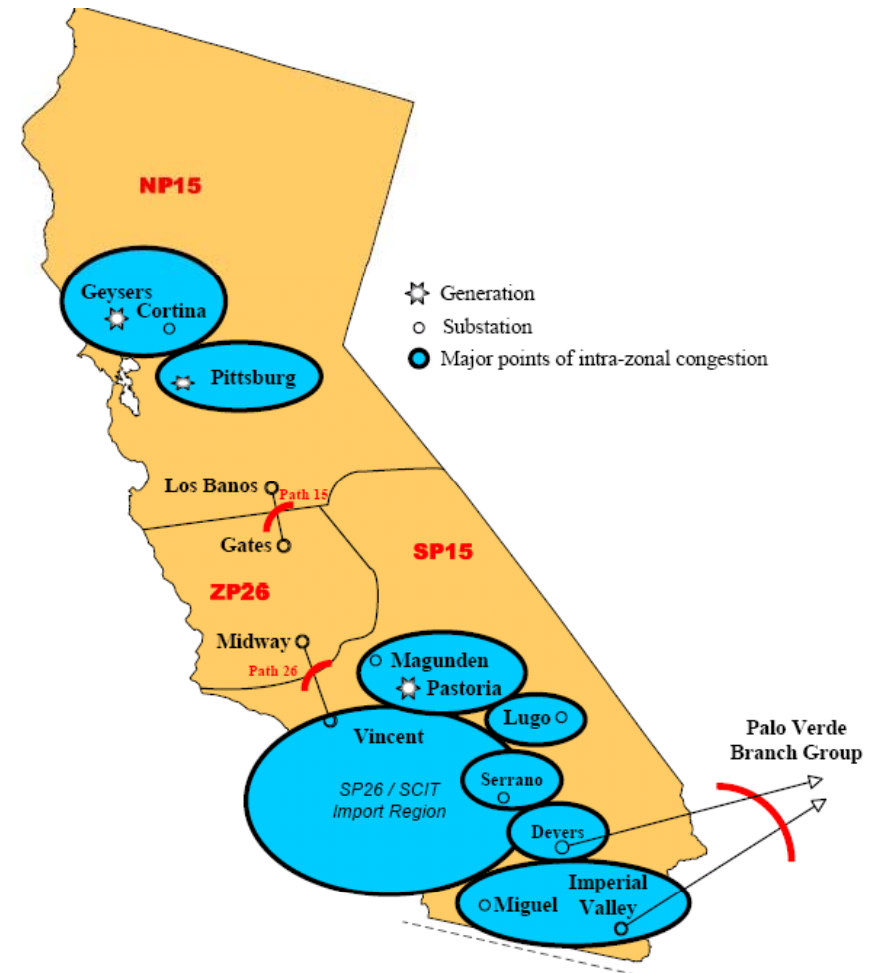 NP15
Geysers
Cortina
Pittsburg
Generation
Substation
Major points of intra-zonal congestion
Los Banos
Path 15
Gates
SP15
ZP26
Midway
Path 26
Magunden
Pastoria
Lugo
Vincent
Serrano
SP26 / SCIT
Import Region
Devers
Palo Verde
Branch Group
Imperial
Valley
Miguel